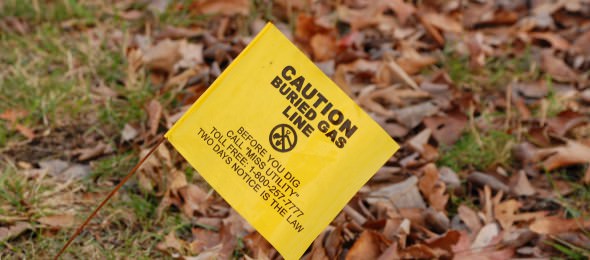 CAUTION
BURIED GAS
LINE
BEFORE YOU DIG
CALL "MISS UTILITY"
TOLL FREE: 1-800-257-7777
TWO DAYS NOTICE IS THE LAW